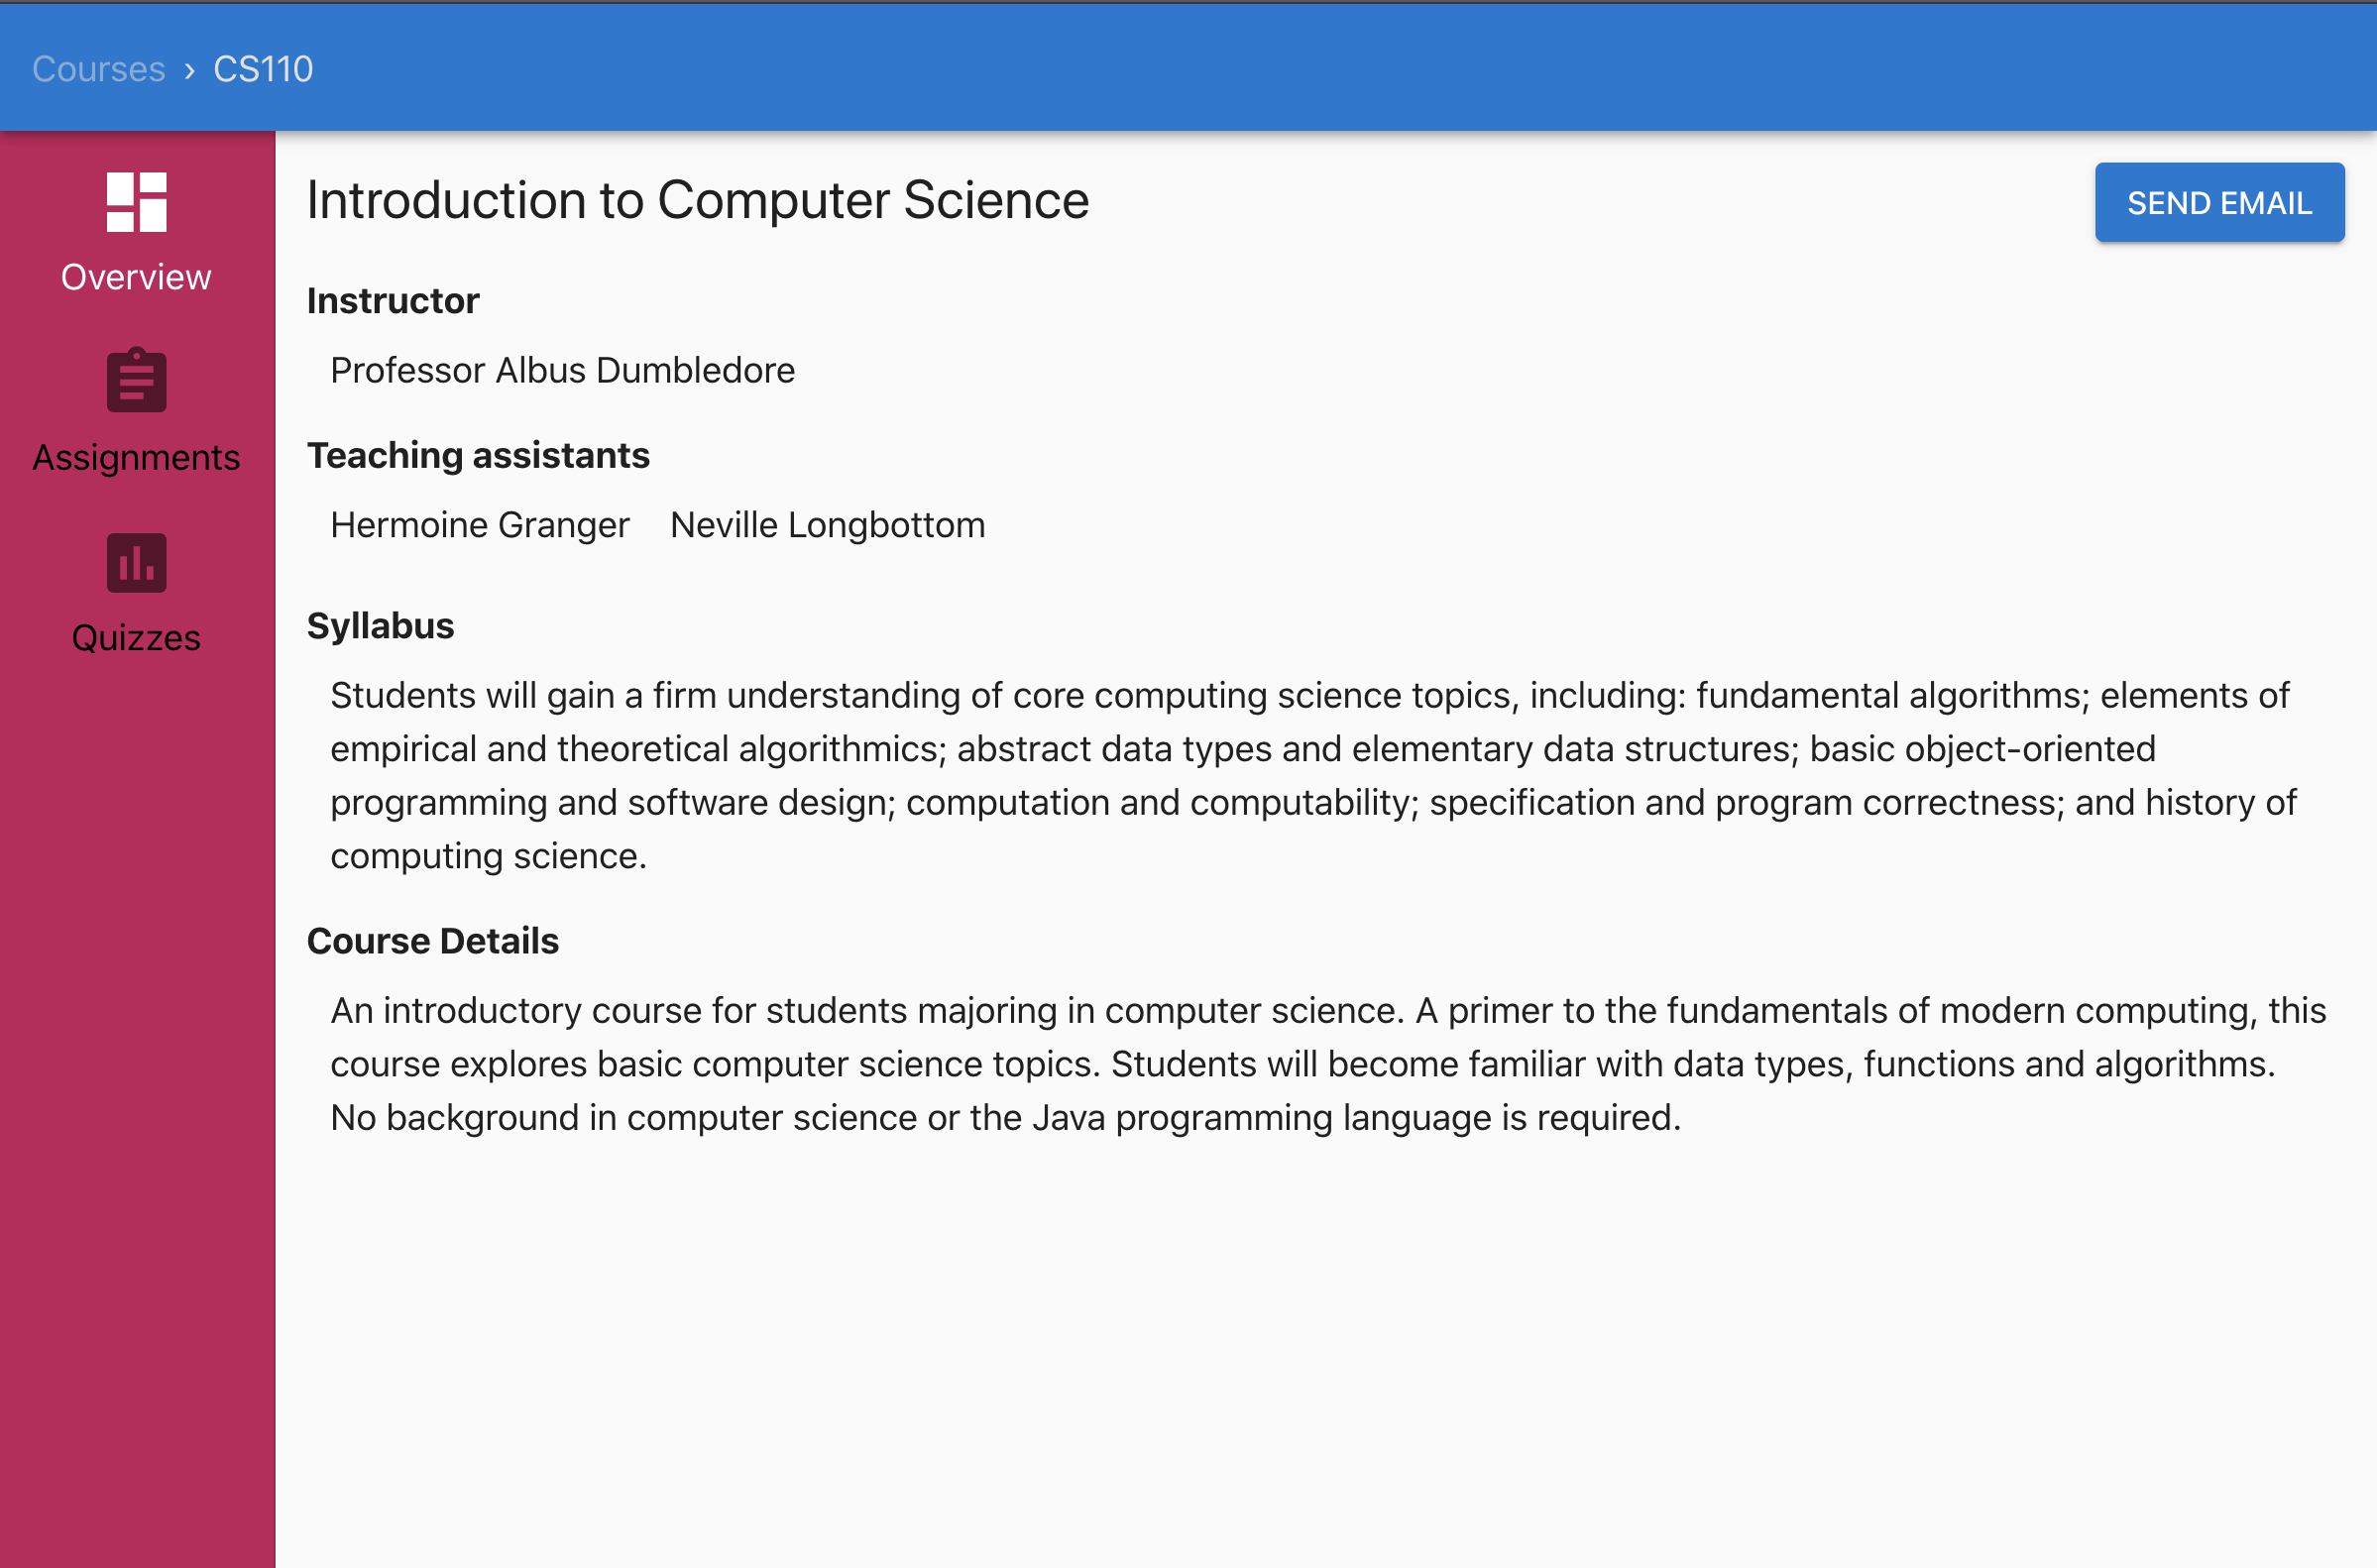 Courses › CS110
Overview
Assignments
Quizzes
Introduction to Computer Science
SEND EMAIL
Instructor
Professor Albus Dumbledore
Teaching assistants
Hermoine Granger Neville Longbottom
Syllabus
Students will gain a firm understanding of core computing science topics, including: fundamental algorithms; elements of
empirical and theoretical algorithmics; abstract data types and elementary data structures; basic object-oriented
programming and software design; computation and computability; specification and program correctness; and history of
computing science.
Course Details
An introductory course for students majoring in computer science. A primer to the fundamentals of modern computing, this
course explores basic computer science topics. Students will become familiar with data types, functions and algorithms.
No background in computer science or the Java programming language is required.